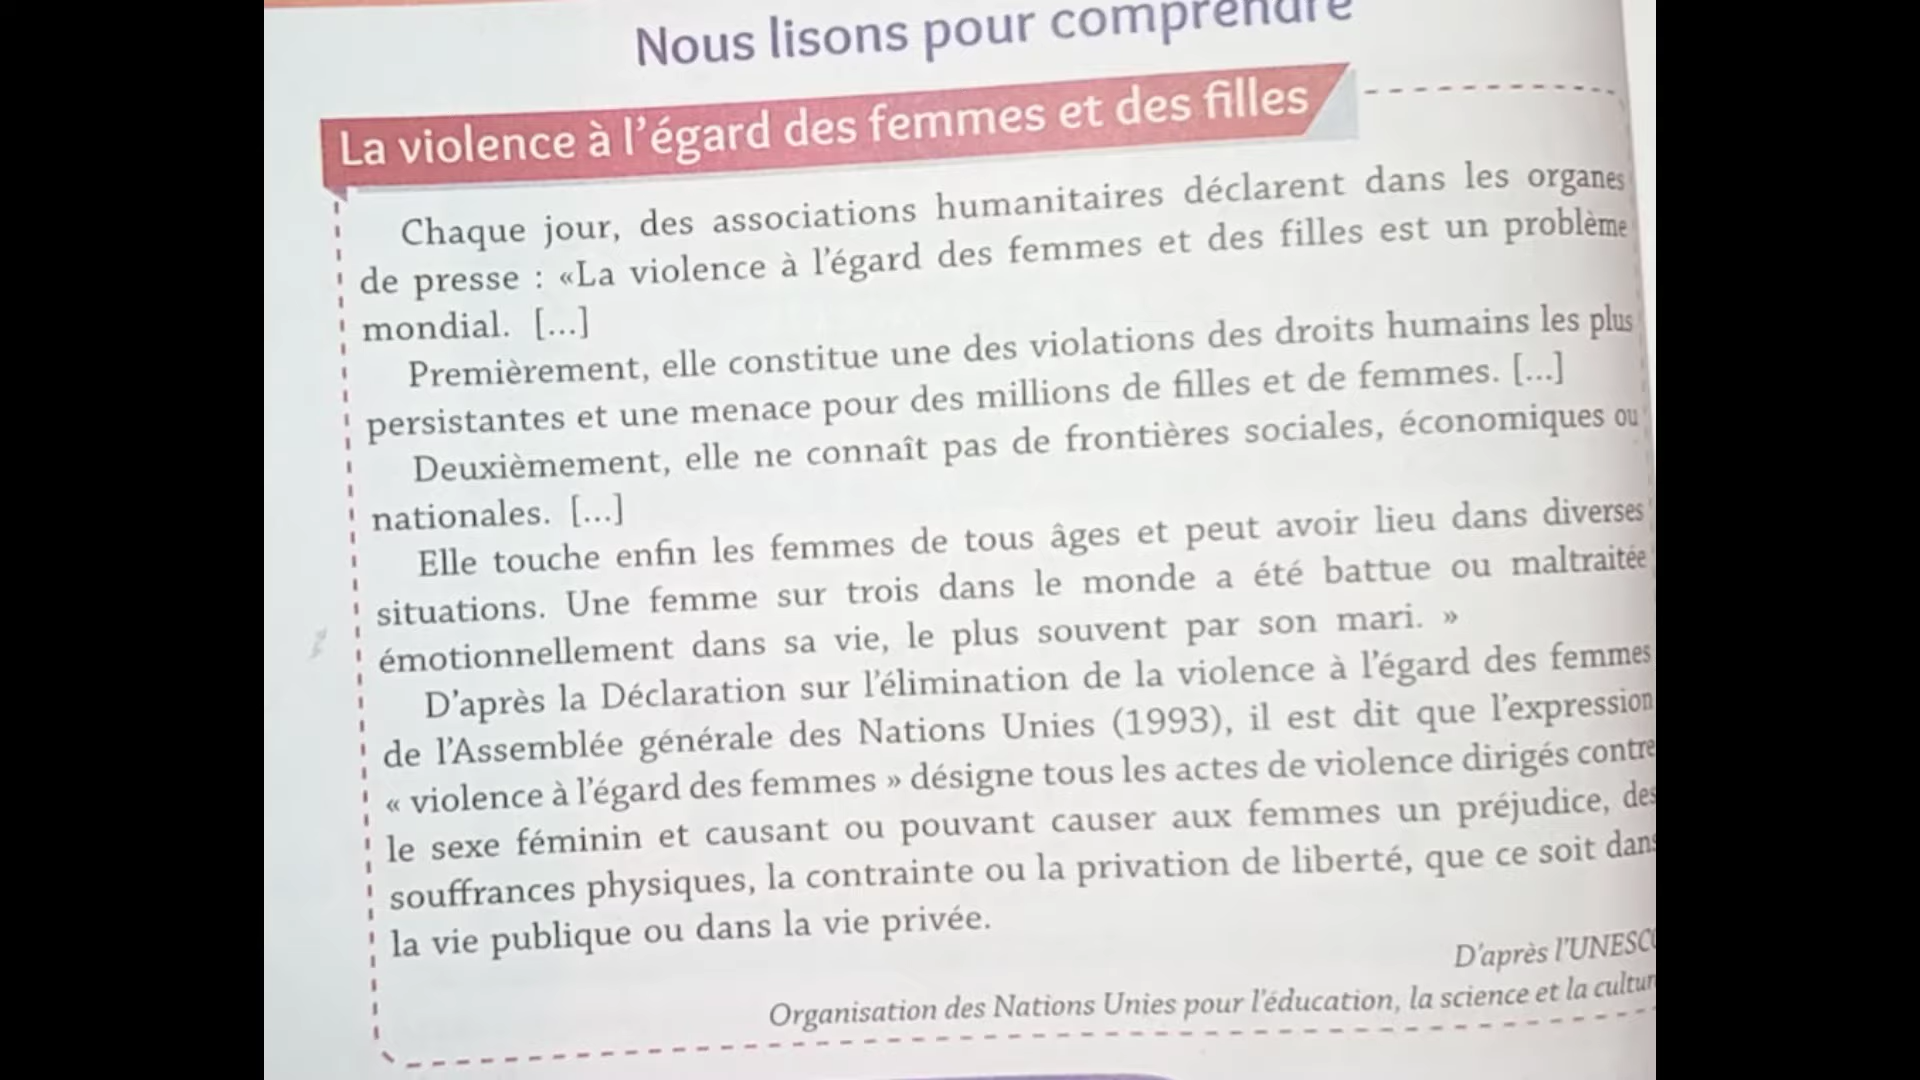 Nous lisons pour comprendre
La violence à l'égard des femmes et des filles
Chaque jour, des associations humanitaires déclarent dans les organes
de presse : «La violence à l'égard des femmes et des filles est un problème
mondial. [...]
Premièrement, elle constitue une des violations des droits humains les plus
persistantes et une menace pour des millions de filles et de femmes. [...]
Deuxièmement, elle ne connaît pas de frontières sociales, économiques ou
nationales. [...]
Elle touche enfin les femmes de tous âges et peut avoir lieu dans diverses
situations. Une femme sur trois dans le monde a été battue ou maltraitée
émotionnellement dans sa vie, le plus souvent par son mari. »
D'après la Déclaration sur l'élimination de la violence à l'égard des femmes
de l'Assemblée générale des Nations Unies (1993), il est dit que l'expression
« violence à l'égard des femmes » désigne tous les actes de violence dirigés contre
le sexe féminin et causant ou pouvant causer aux femmes un préjudice, des
souffrances physiques, la contrainte ou la privation de liberté, que ce soit dans
la vie publique ou dans la vie privée.
D'après l'UNESCO
Organisation des Nations Unies pour l'éducation, la science et la cultur